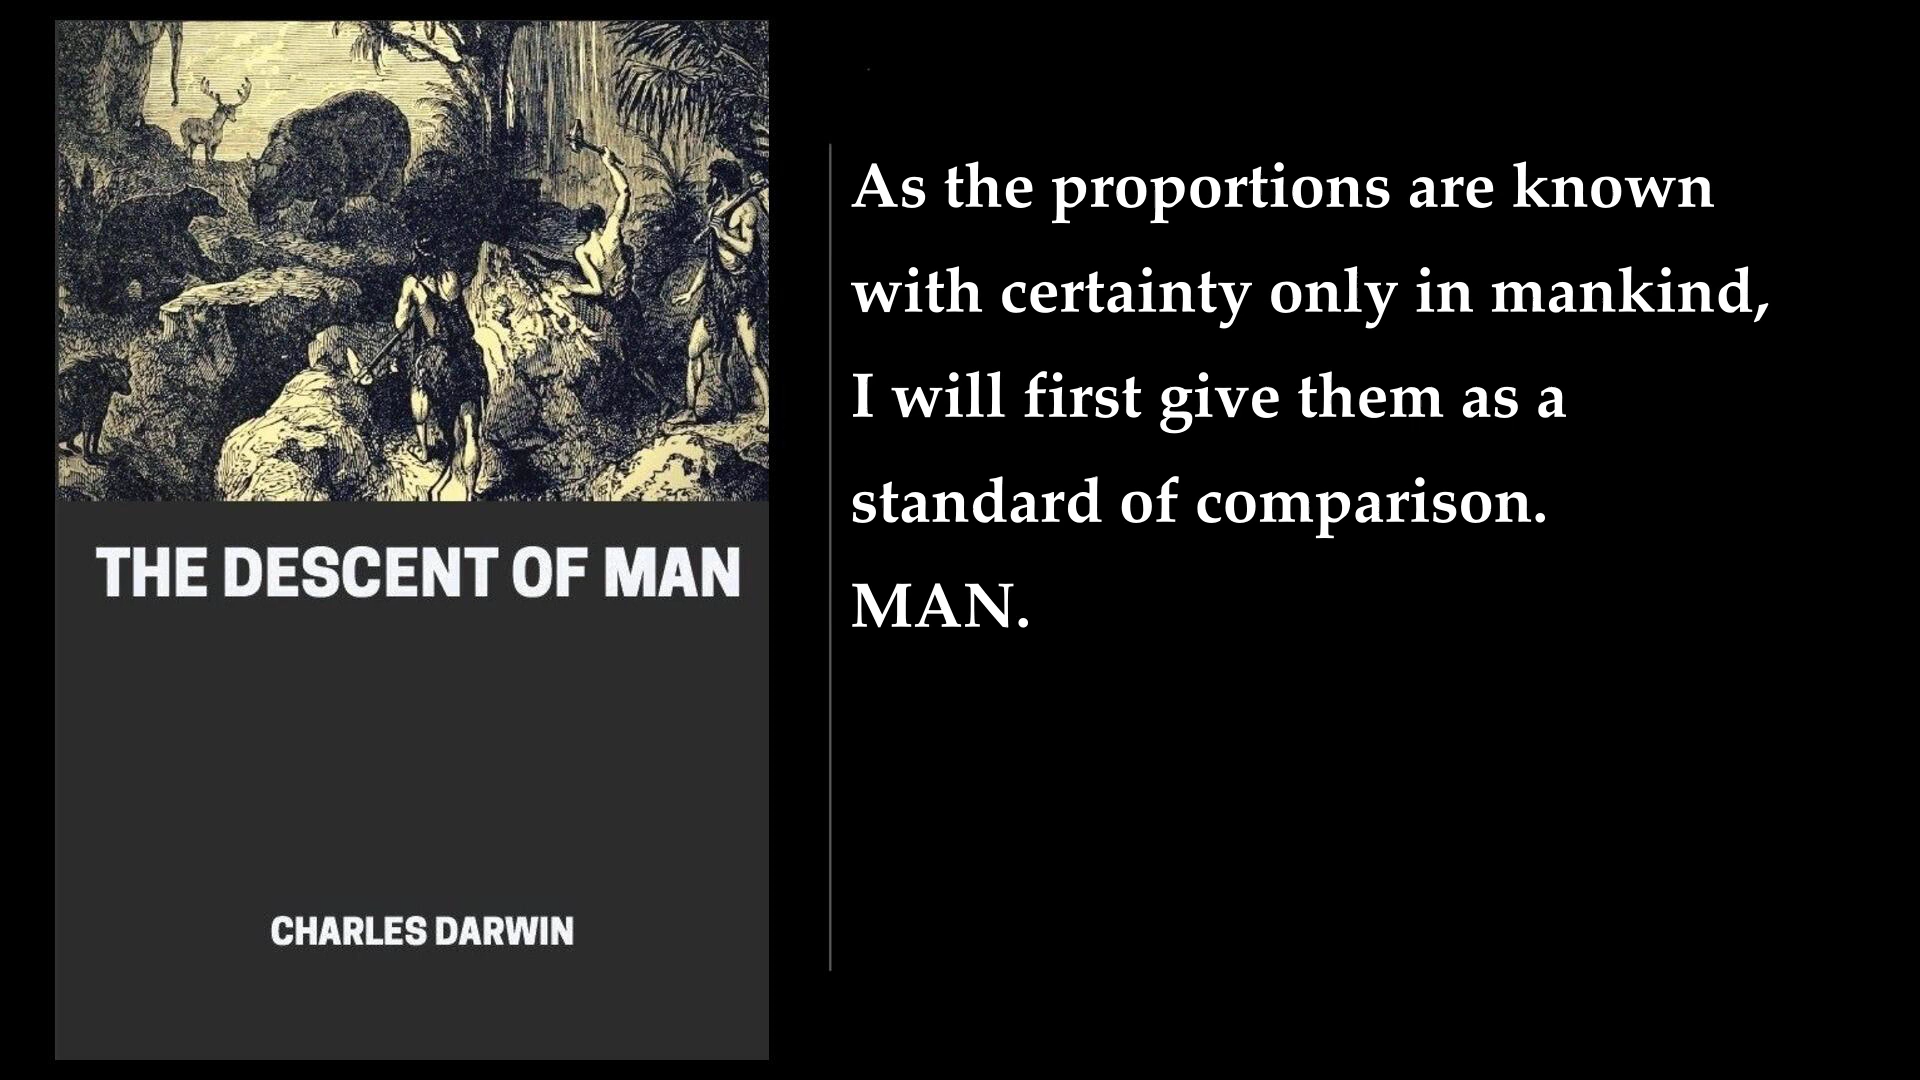 THE DESCENT OF MAN
CHARLES DARWIN
As the proportions are known
with certainty only in mankind,
I will first give them as a
standard of comparison.
MAN.